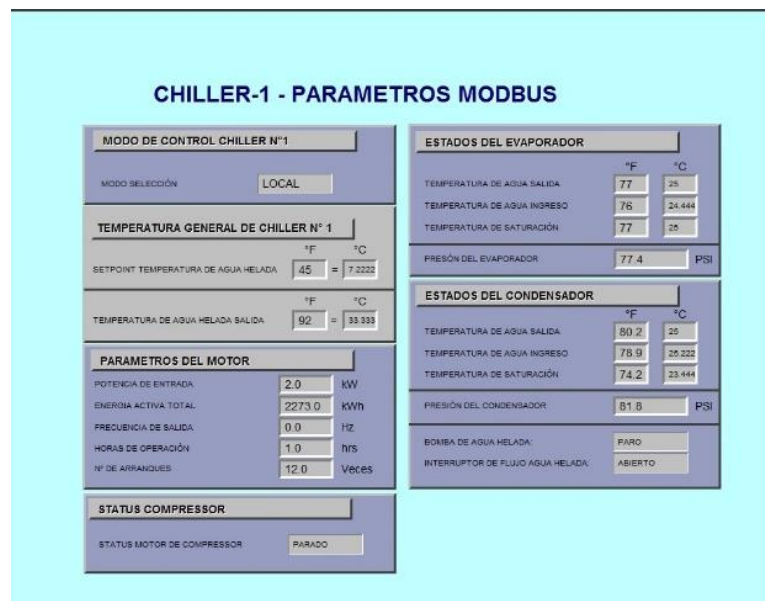 CHILLER-1 - PARAMETROS MODBUS
MODO DE CONTROL CHILLER N°1
MODO SELECCIÓN LOCAL
TEMPERATURA GENERAL DE CHILLER N° 1
°F °C
SETPOINT TEMPERATURA DE AGUA HELADA 45 = 7.2222
°F °C
TEMPERATURA DE AGUA HELADA SALIDA 92 = 33.333
PARAMETROS DEL MOTOR
POTENCIA DE ENTRADA 2.0 kW
ENERGIA ACTIVA TOTAL 2273.0 kWh
FRECUENCIA DE SALIDA 0.0 Hz
HORAS DE OPERACIÓN 1.0 hrs
N° DE ARRANQUES 12.0 Veces
STATUS COMPRESSOR
STATUS MOTOR DE COMPRESSOR PARADO
ESTADOS DEL EVAPORADOR
°F °C
TEMPERATURA DE AGUA SALIDA 77 25
TEMPERATURA DE AGUA INGRESO 76 24.444
TEMPERATURA DE SATURACIÓN 77 25
PRESÓN DEL EVAPORADOR 77.4 PSI
ESTADOS DEL CONDENSADOR
°F °C
TEMPERATURA DE AGUA SALIDA 80.2 25
TEMPERATURA DE AGUA INGRESO 78.9 25.222
TEMPERATURA DE SATURACIÓN 74.2 23.444
PRESIÓN DEL CONDENSADOR 81.8 PSI
BOMBA DE AGUA HELADA: PARO
INTERRUPTOR DE FLUJO AGUA HELADA: ABIERTO